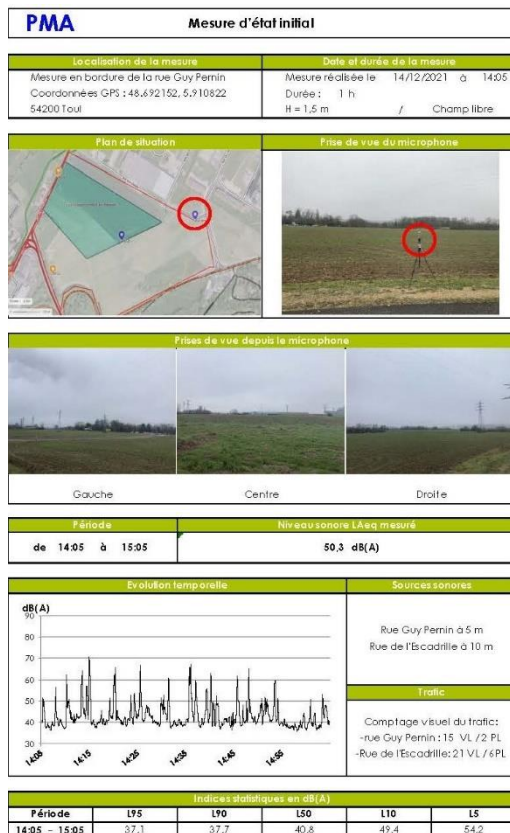 PMA
Mesure d'état initial
Localisation de la mesure
Mesure en bordure de la rue Guy Pernin
Coordonnées GPS : 48,692152, 5,910822
54200 Toul
Date et durée de la mesure
Mesure réalisée le 14/12/2021 à 14:05
Durée : 1 h
H = 1,5 m / Champ libre
Plan de situation
Prise de vue du microphone
Prises de vue depuis le microphone
Gauche Centre Droite
Période Niveau sonore LAeq mesuré
de 14:05 à 15:05 50,3 dB(A)
Evolution temporelle
dB(A)
90
80
70
60
50
40
30
14:05 14:15 14:25 14:35 14:45 14:55
Sources sonores
Rue Guy Pernin à 5 m
Rue de l'Escadrille à 10 m
Trafic
Comptage visuel du trafic :
-rue Guy Pernin : 15 VL / 2 PL
-Rue de l'Escadrille: 21 VL / 6PL
Indices statistiques en dB(A)
Période L95 L90 L50 L10 L5
14:05 - 15:05 37,1 37,7 40,8 49,4 54,2